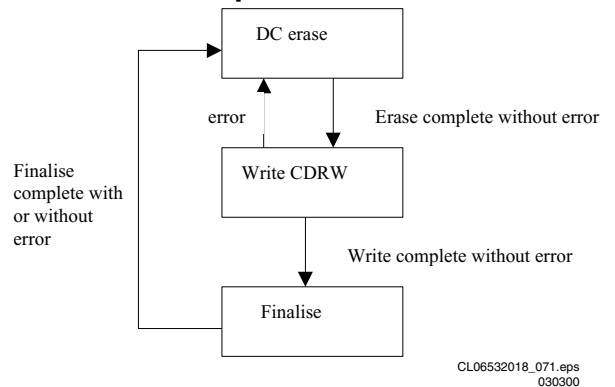 DC erase
error
Erase complete without error
Write CDRW
Finalise
complete with
or without
error
Write complete without error
Finalise
CL06532018_071.eps
030300